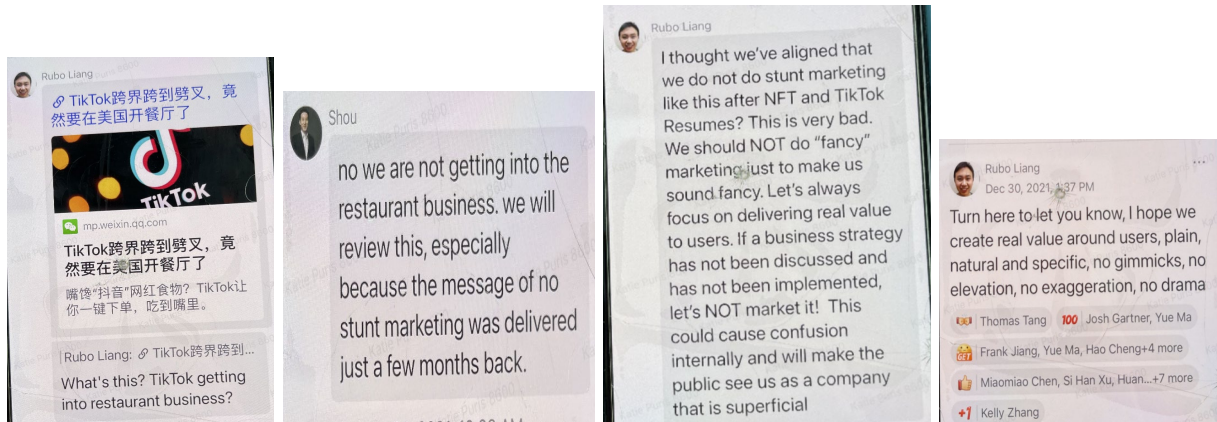 Rubo Liang
TikTok跨界跨到劈叉，竟
然要在美国开餐厅了
TikTok
mp.weixin.qq.com
TikTok跨界跨到劈叉，竟
然要在美国开餐厅了
嘴馋“抖音”网红食物？TikTok让
你一键下单，吃到嘴里。
Rubo Liang: TikTok跨界跨到...
What's this? TikTok getting
into restaurant business?
Shou
no we are not getting into the
restaurant business. we will
review this, especially
because the message of no
stunt marketing was delivered
just a few months back.
Rubo Liang
I thought we've aligned that
we do not do stunt marketing
like this after NFT and TikTok
Resumes? This is very bad.
We should NOT do “fancy”
marketing just to make us
sound fancy. Let's always
focus on delivering real value
to users. If a business strategy
has not been discussed and
has not been implemented,
let's NOT market it! This
could cause confusion
internally and will make the
public see us as a company
that is superficial
Rubo Liang
Dec 30, 2021, 1:37 PM
Turn here to let you know, I hope we
create real value around users, plain,
natural and specific, no gimmicks, no
elevation, no exaggeration, no drama
Thomas Tang 100 Josh Gartner, Yue Ma
GET Frank Jiang, Yue Ma, Hao Cheng+4 more
Miaomiao Chen, Si Han Xu, Huan...+7 more
+1 Kelly Zhang